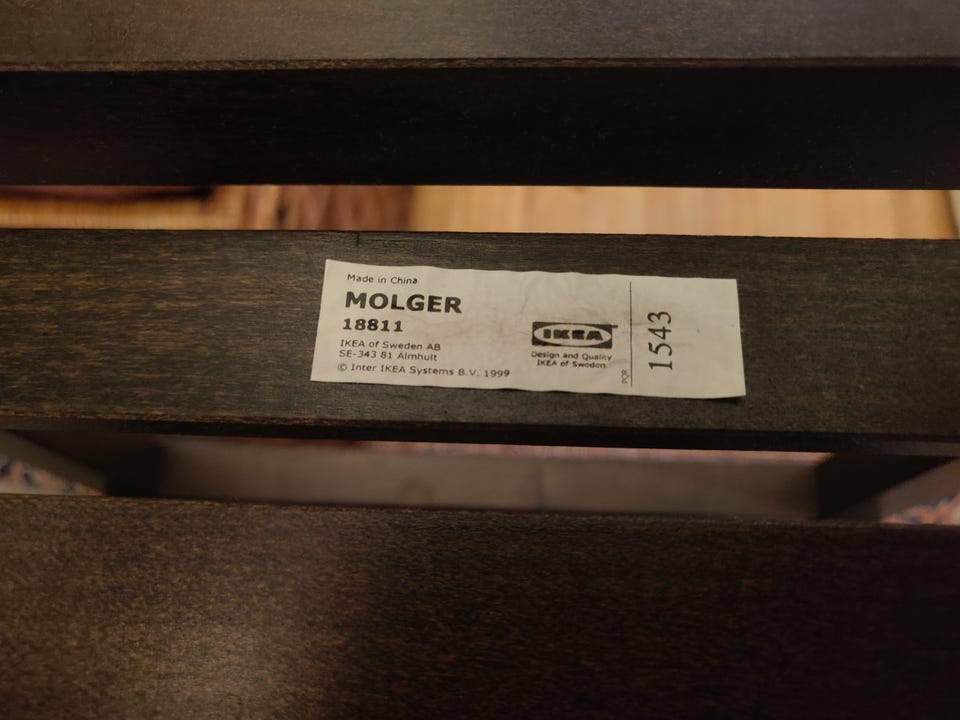 Made in China
MOLGER
18811
IKEA of Sweden AB
SE-343 81 Älmhult
© Inter IKEA Systems B.V. 1999
IKEA
Design and Quality
IKEA of Sweden
PQR
1543